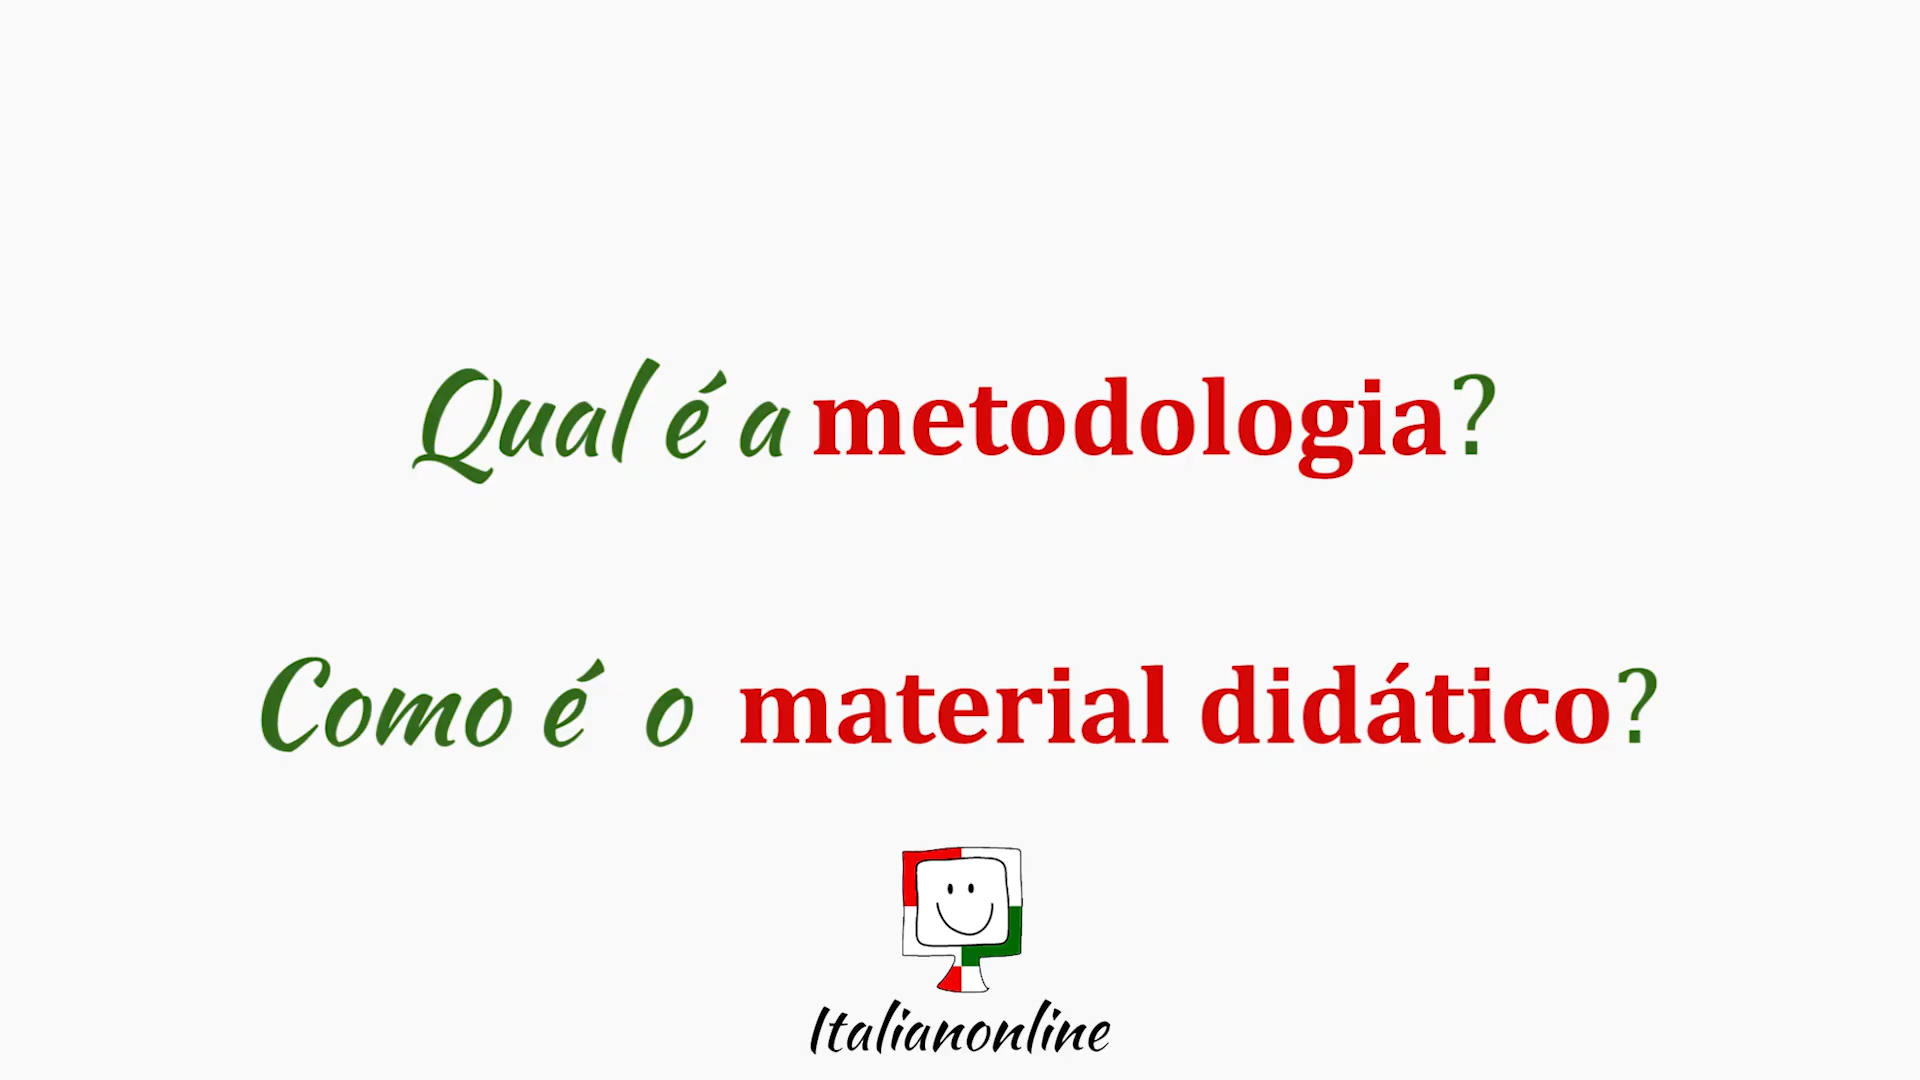 Qual é a metodologia?
Como é o material didático?
Italianonline